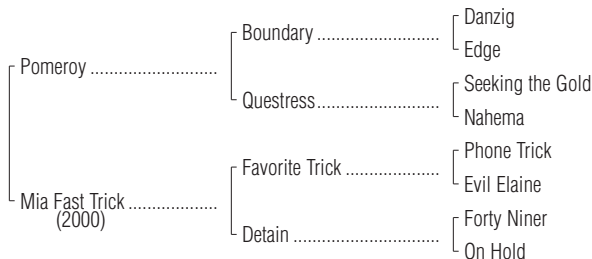 Danzig
Boundary ........................
Edge
Pomeroy .........................
Seeking the Gold
Questress........................
Nahema
Phone Trick
Favorite Trick ...................
Evil Elaine
Mia Fast Trick ..................
(2000)
Forty Niner
Detain .............................
On Hold